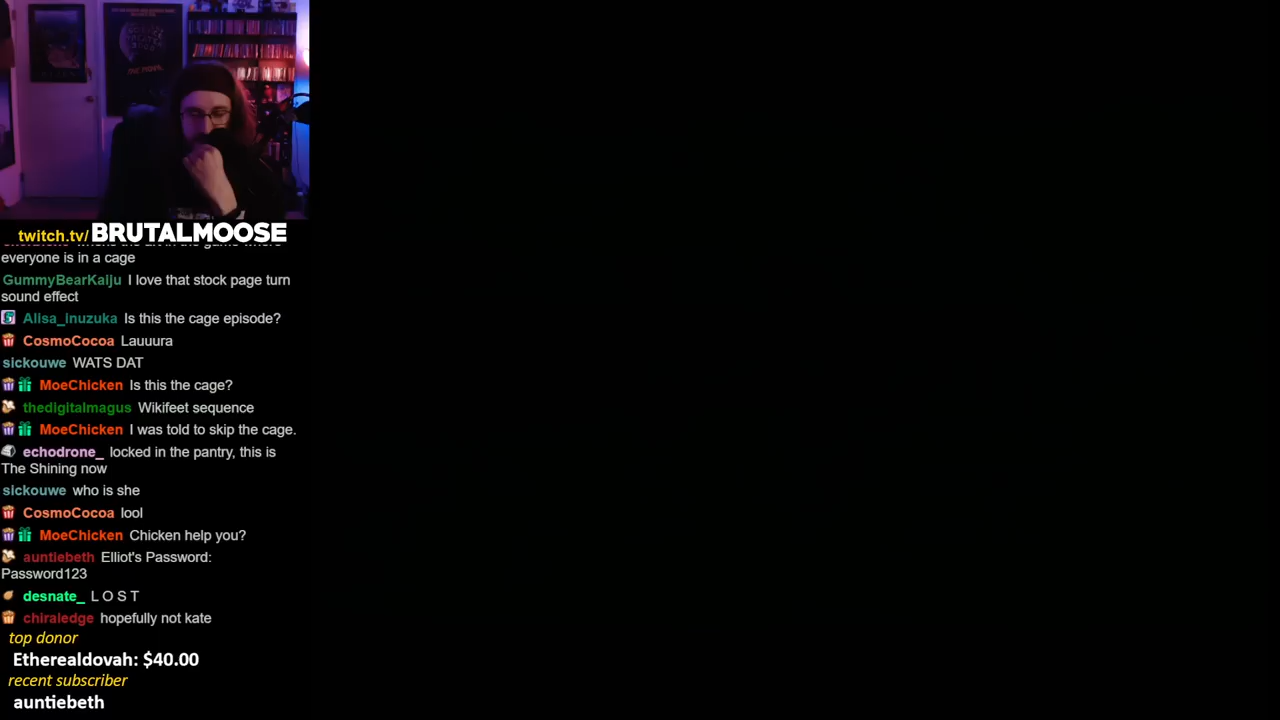 twitch.tv/BRUTALMOOSE
everyone is in a cage
GummyBearKaiju I love that stock page turn
sound effect
Alisa_inuzuka Is this the cage episode?
CosmoCocoa Lauuura
sickouwe WATS DAT
MoeChicken Is this the cage?
thedigitalmagus Wikifeet sequence
MoeChicken I was told to skip the cage.
echodrone_ locked in the pantry, this is
The Shining now
sickouwe who is she
CosmoCocoa lool
MoeChicken Chicken help you?
auntiebeth Elliot's Password:
Password123
desnate_ L O S T
chiraledge hopefully not kate
top donor
Etherealdovah: $40.00
recent subscriber
auntiebeth